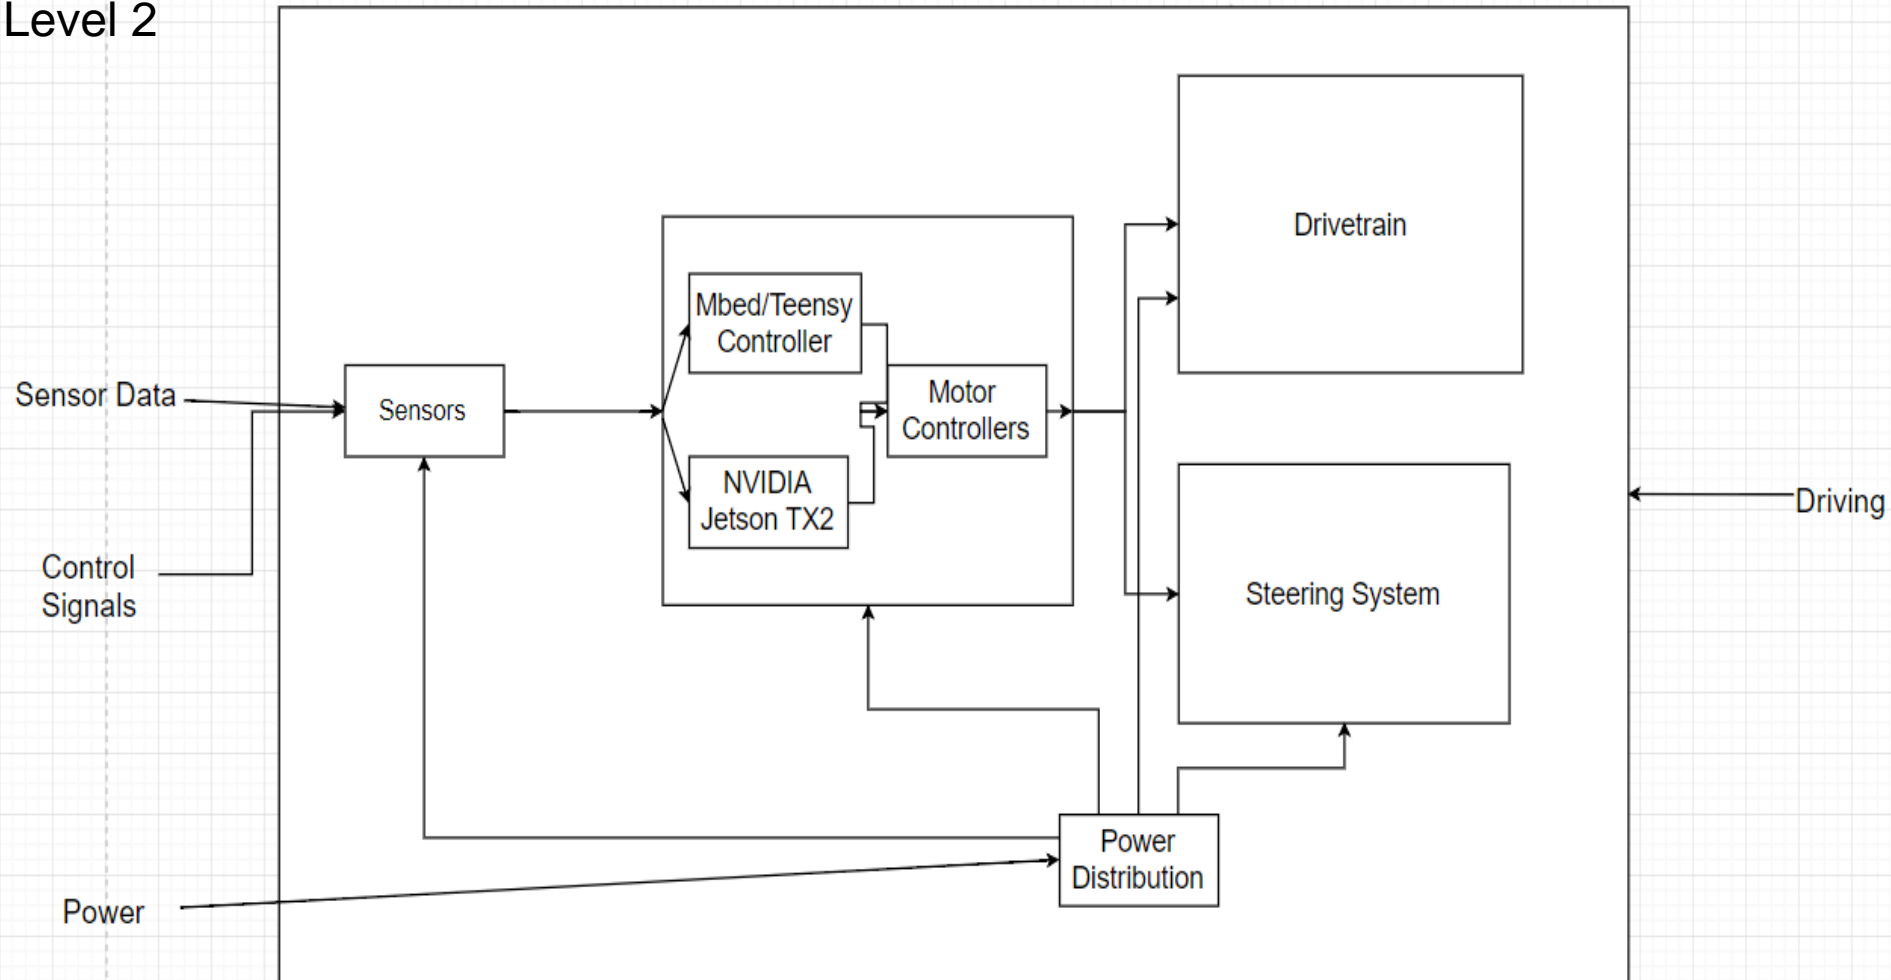 Level 2
Drivetrain
Mbed/Teensy
Controller
Sensor Data
Sensors
Motor
Controllers
NVIDIA
Jetson TX2
Driving
Control
Signals
Steering System
Power
Distribution
Power